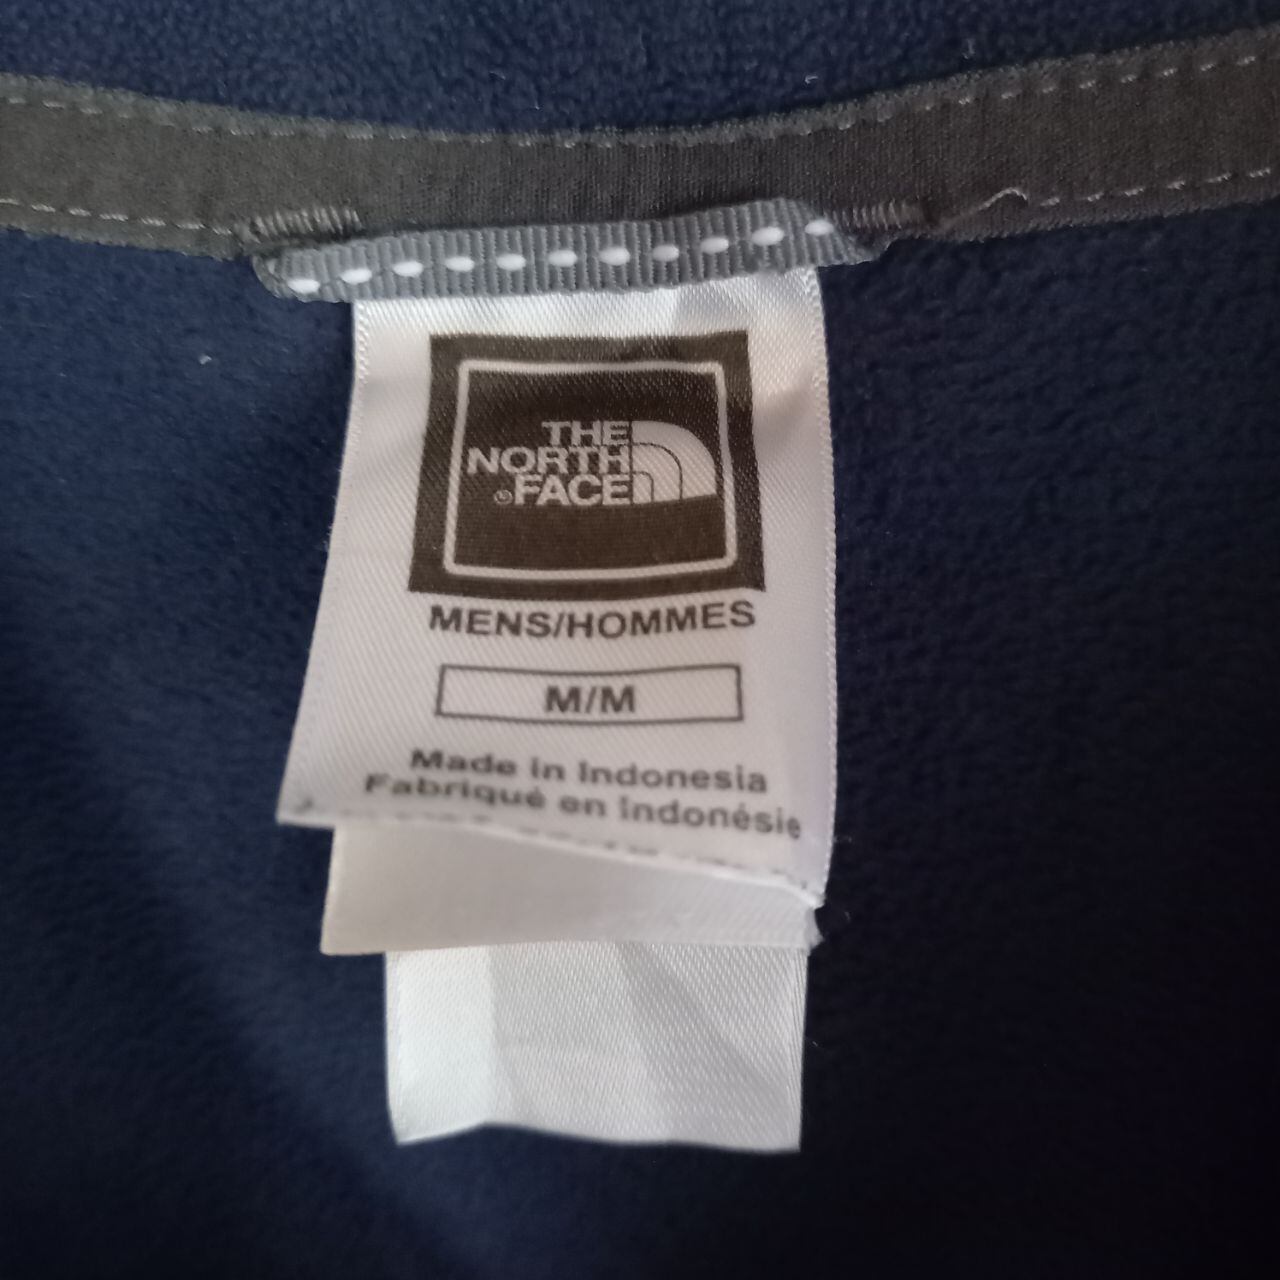 THE
NORTH
®FACE
MENS/HOMMES
M/M
Made in Indonesia
Fabriqué en Indonésie